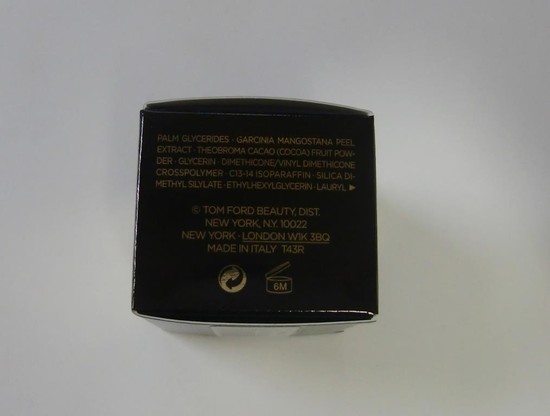 PALM GLYCERIDES · GARCINIA MANGOSTANA PEEL
EXTRACT · THEOBROMA CACAO (COCOA) FRUIT POW-
DER · GLYCERIN · DIMETHICONE/VINYL DIMETHICONE
CROSSPOLYMER · C13-14 ISOPARAFFIN · SILICA DI-
METHYL SILYLATE · ETHYLHEXYLGLYCERIN · LAURYL ▶
© TOM FORD BEAUTY, DIST.
NEW YORK, N.Y. 10022
NEW YORK · LONDON W1K 3BQ
MADE IN ITALY T43R
6M